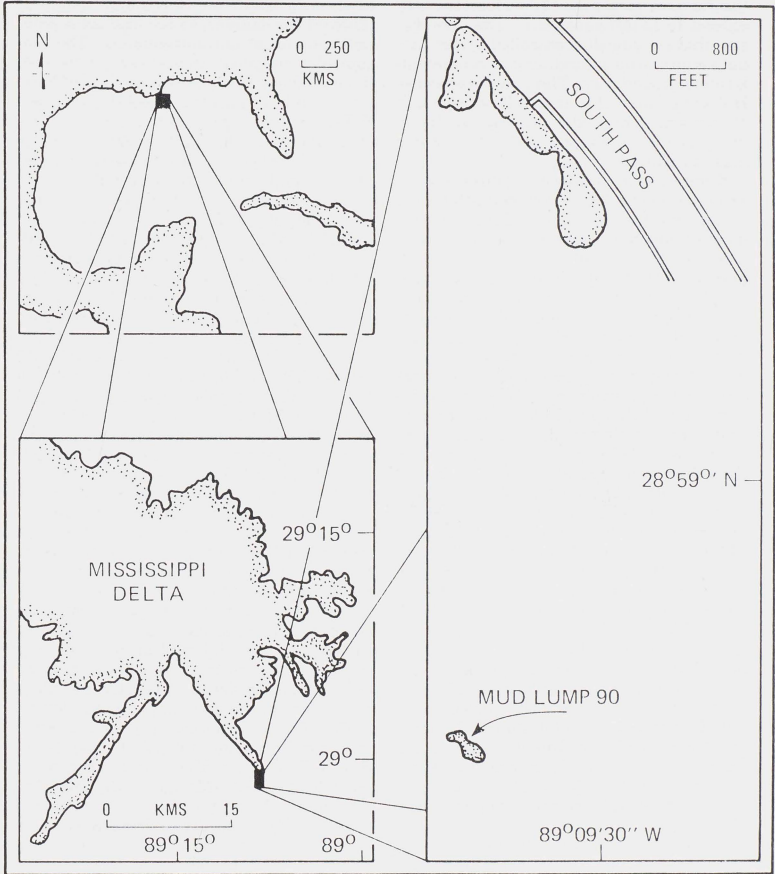 N
0 250
KMS
0 800
FEET
SOUTH PASS
28°59°' N
MUD LUMP 90
89°09'30'' W
MISSISSIPPI
DELTA
29°15°
29°
0 KMS 15
89°15°
89°